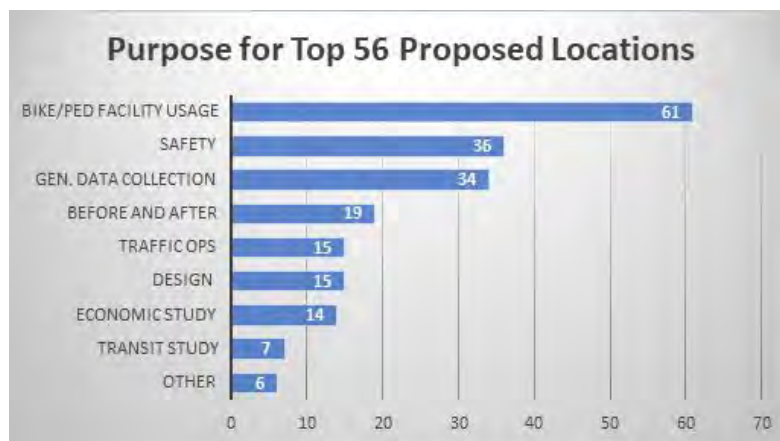 Purpose for Top 56 Proposed Locations
BIKE/PED FACILITY USAGE 61
SAFETY 36
GEN. DATA COLLECTION 34
BEFORE AND AFTER 19
TRAFFIC OPS 15
DESIGN 15
ECONOMIC STUDY 14
TRANSIT STUDY 7
OTHER 6
0 10 20 30 40 50 60 70